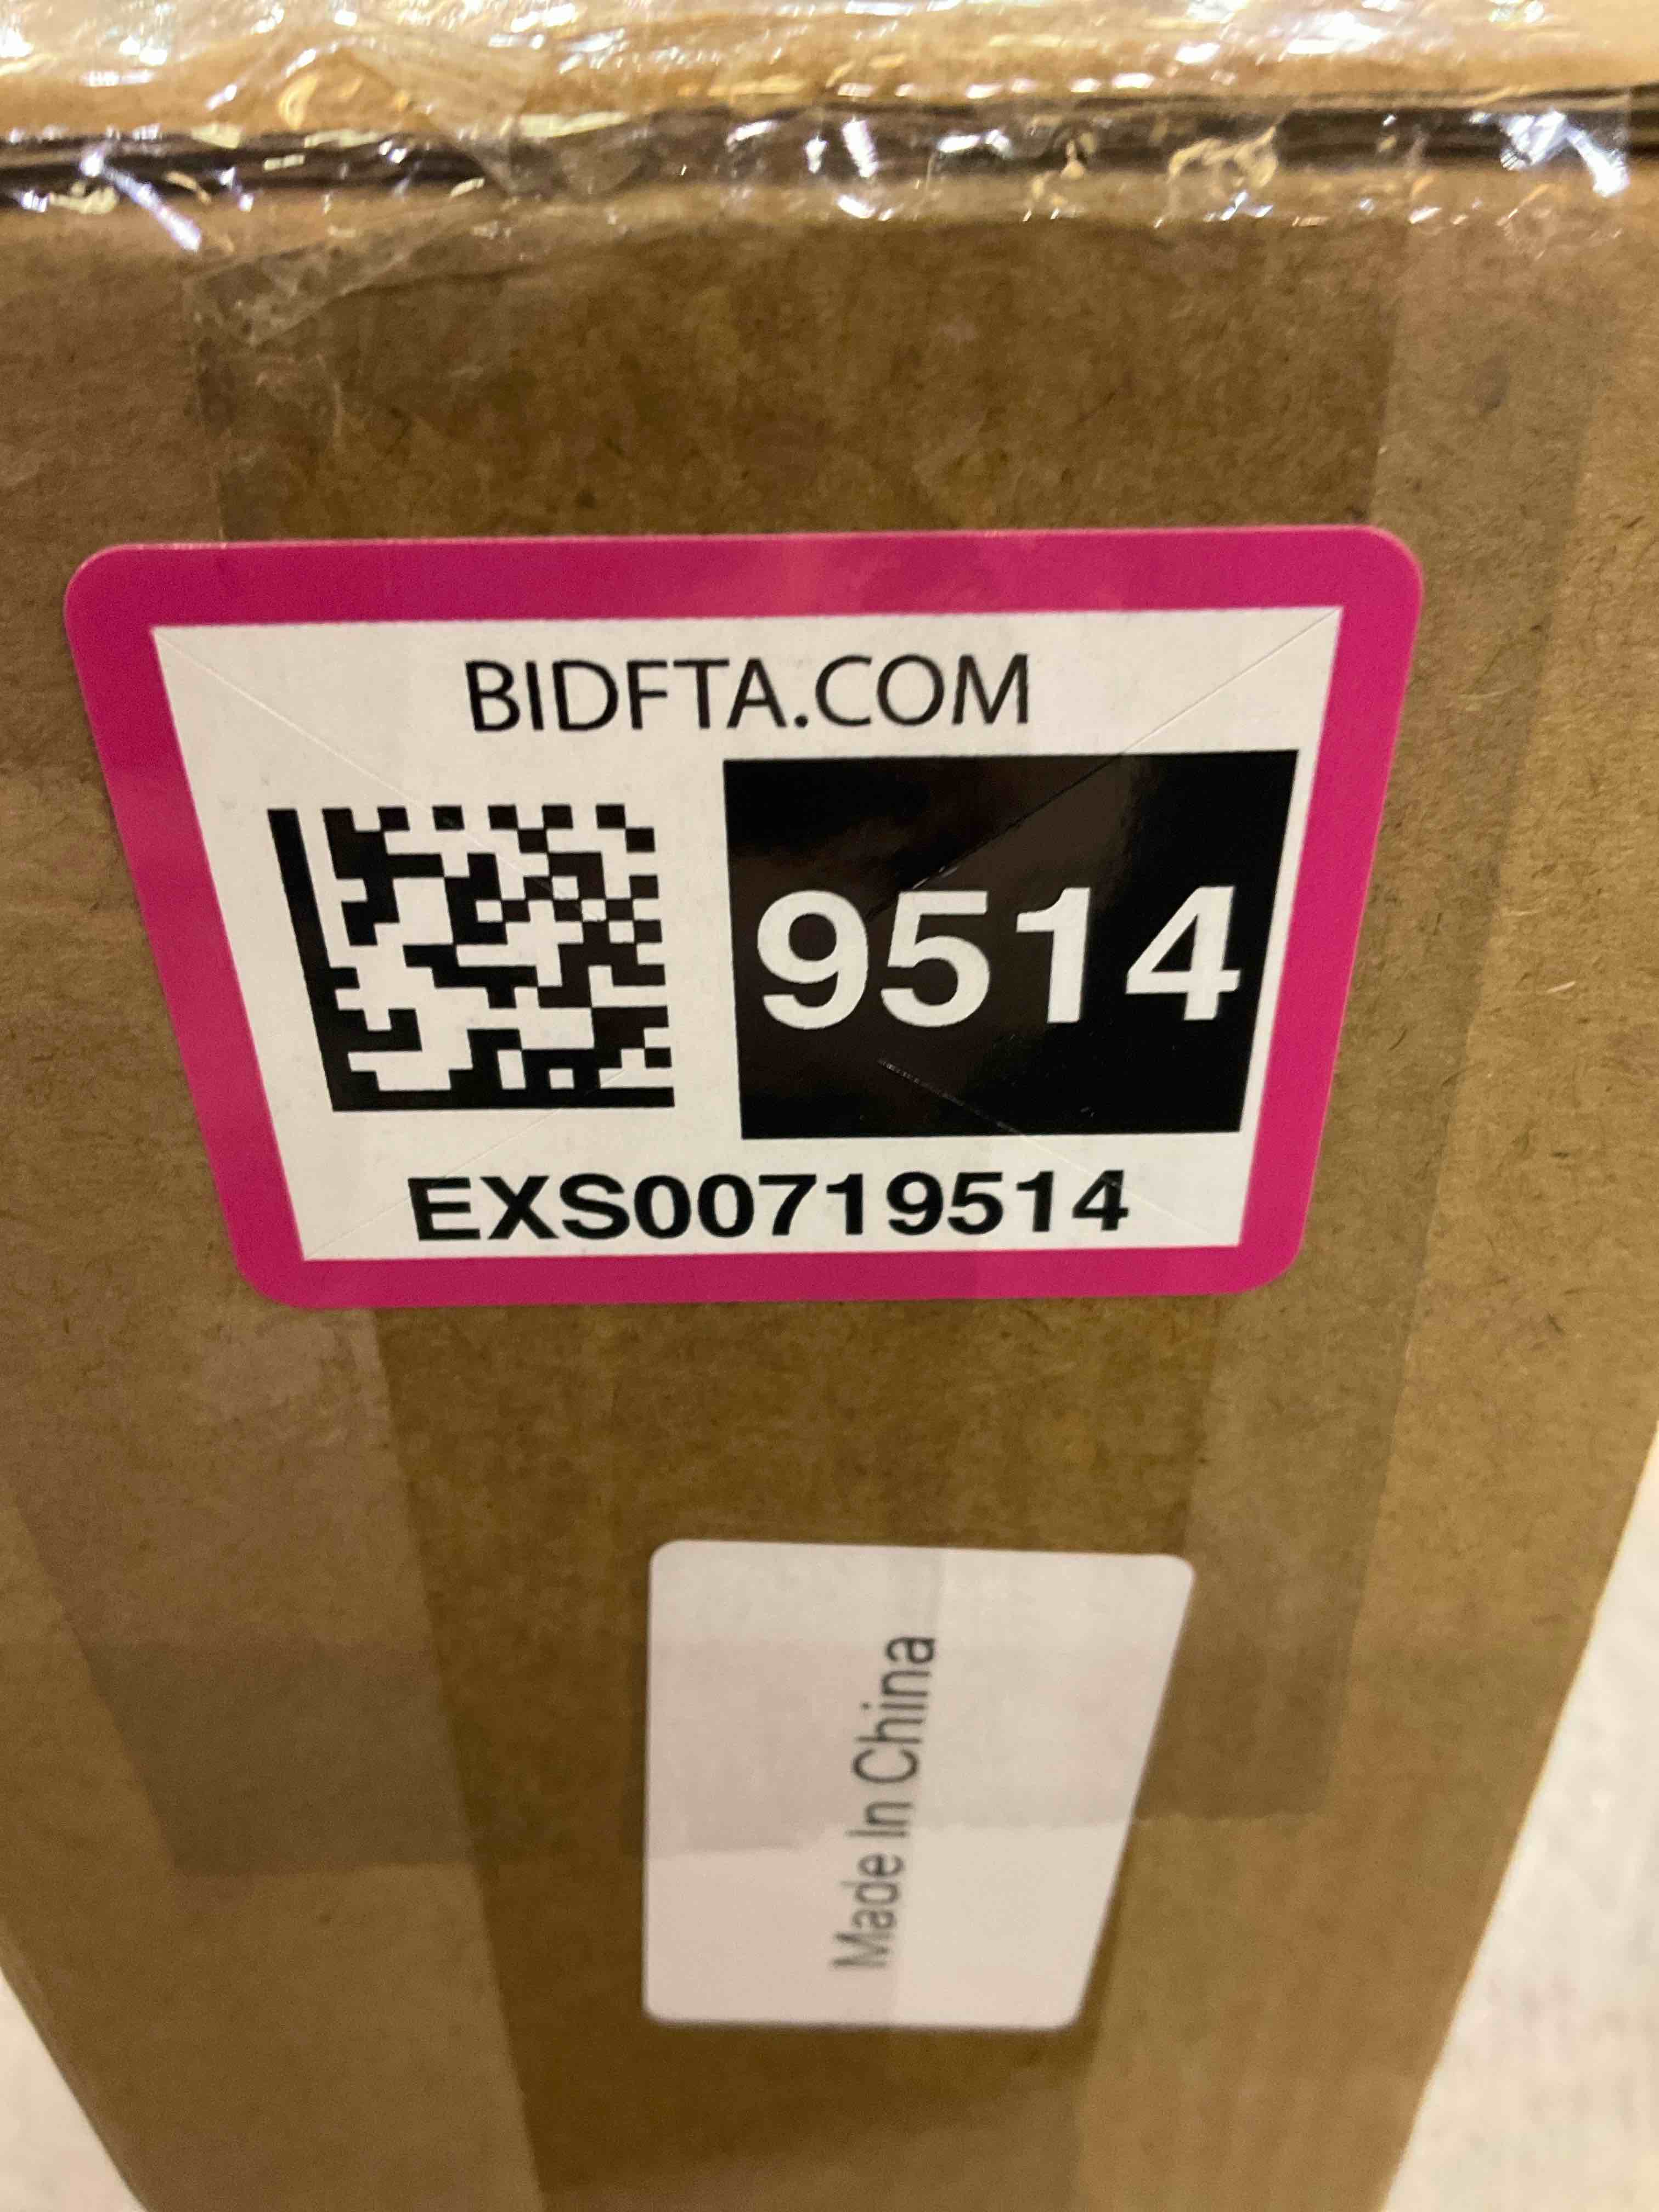 BIDFTA.COM
9514
EXS00719514
Made In China